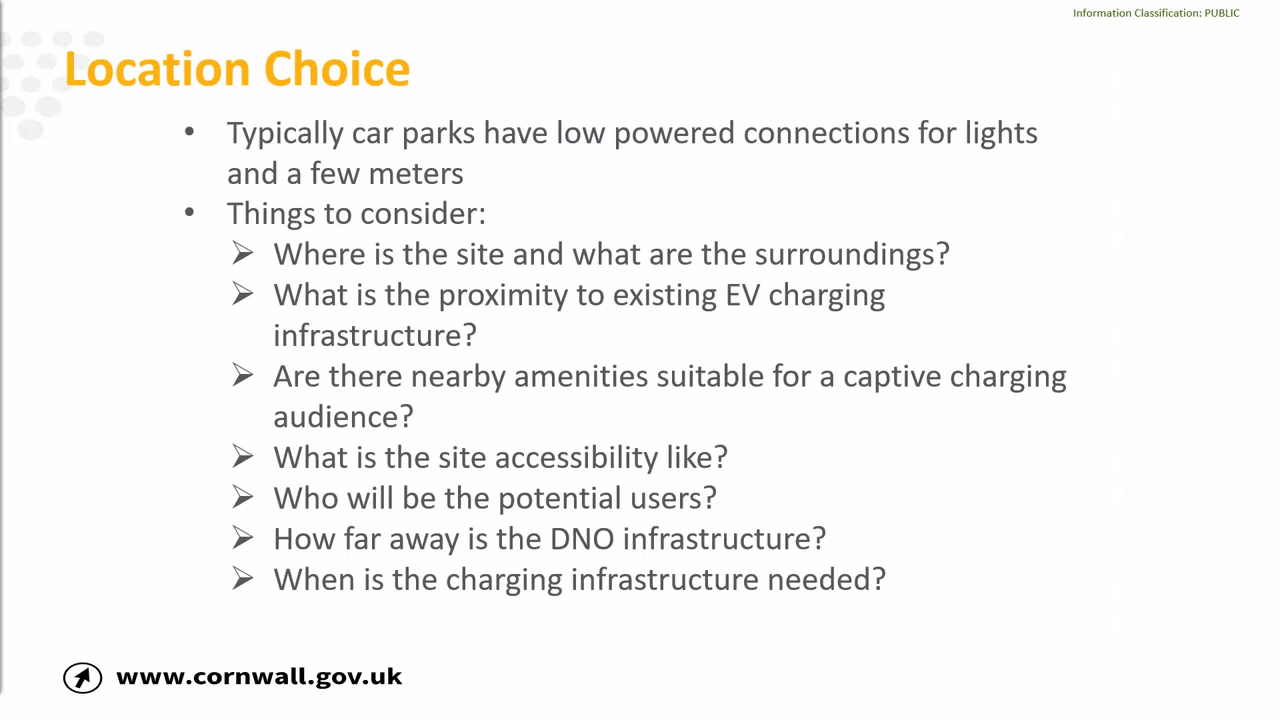 Information Classification: PUBLIC
Location Choice
• Typically car parks have low powered connections for lights
and a few meters
• Things to consider:
➢ Where is the site and what are the surroundings?
➢ What is the proximity to existing EV charging
infrastructure?
➢ Are there nearby amenities suitable for a captive charging
audience?
➢ What is the site accessibility like?
➢ Who will be the potential users?
➢ How far away is the DNO infrastructure?
➢ When is the charging infrastructure needed?
www.cornwall.gov.uk